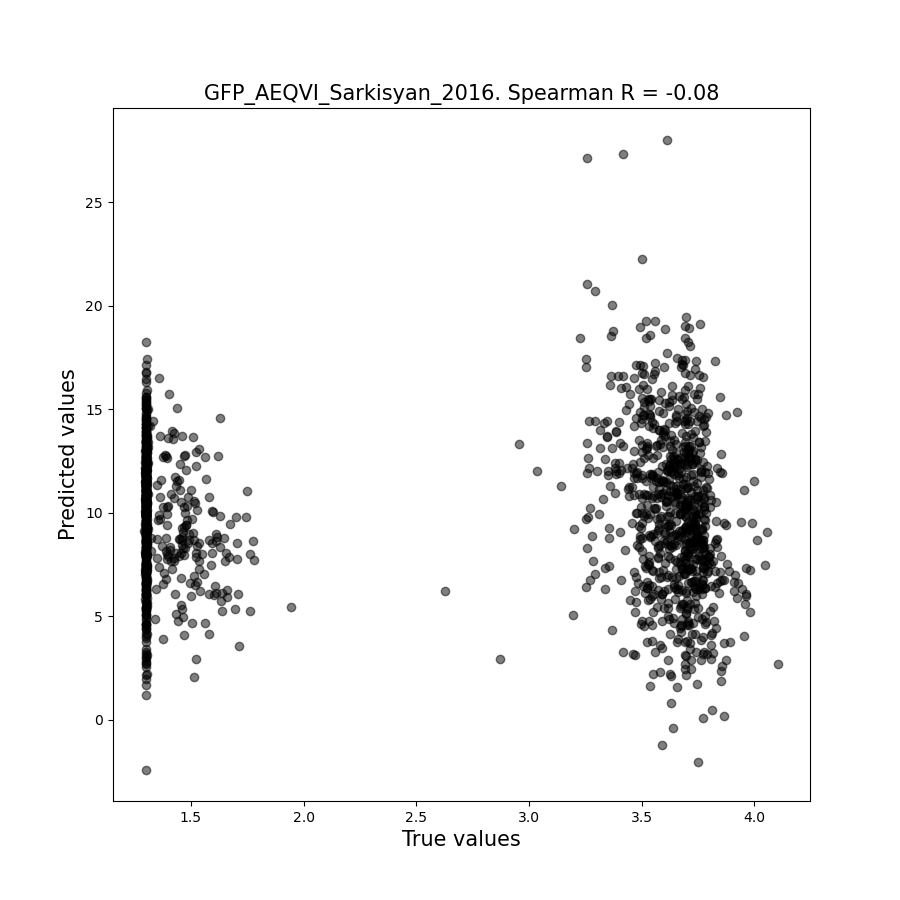 GFP_AEQVI_Sarkisyan_2016. Spearman R = -0.08
25
20
15
10
5
0
Predicted values
1.5 2.0 2.5 3.0 3.5 4.0
True values